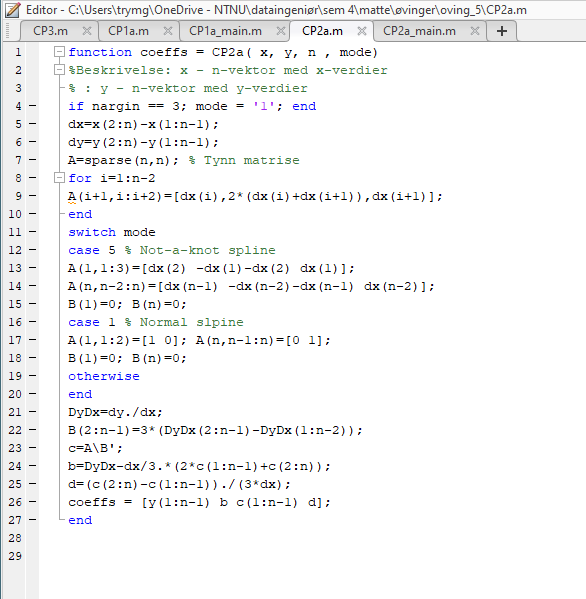 Editor - C:\Users\trymg\OneDrive - NTNU\dataingeniør\sem 4\matte\øvinger\oving_5\CP2a.m
CP3.m CP1a.m CP1a_main.m CP2a.m CP2a_main.m
1 function coeffs = CP2a( x, y, n , mode)
2 %Beskrivelse: x - n-vektor med x-verdier
3 % : y - n-vektor med y-verdier
4 if nargin == 3; mode = '1'; end
5 dx=x(2:n)-x(1:n-1);
6 dy=y(2:n)-y(1:n-1);
7 A=sparse(n,n); % Tynn matrise
8 for i=1:n-2
9 A(i+1,i:i+2)=[dx(i),2*(dx(i)+dx(i+1)),dx(i+1)];
10 end
11 switch mode
12 case 5 % Not-a-knot spline
13 A(1,1:3)=[dx(2) -dx(1)-dx(2) dx(1)];
14 A(n,n-2:n)=[dx(n-1) -dx(n-2)-dx(n-1) dx(n-2)];
15 B(1)=0; B(n)=0;
16 case 1 % Normal slpine
17 A(1,1:2)=[1 0]; A(n,n-1:n)=[0 1];
18 B(1)=0; B(n)=0;
19 otherwise
20 end
21 DyDx=dy./dx;
22 B(2:n-1)=3*(DyDx(2:n-1)-DyDx(1:n-2));
23 c=A\B';
24 b=DyDx-dx/3.*(2*c(1:n-1)+c(2:n));
25 d=(c(2:n)-c(1:n-1))./(3*dx);
26 coeffs = [y(1:n-1) b c(1:n-1) d];
27 end
28
29